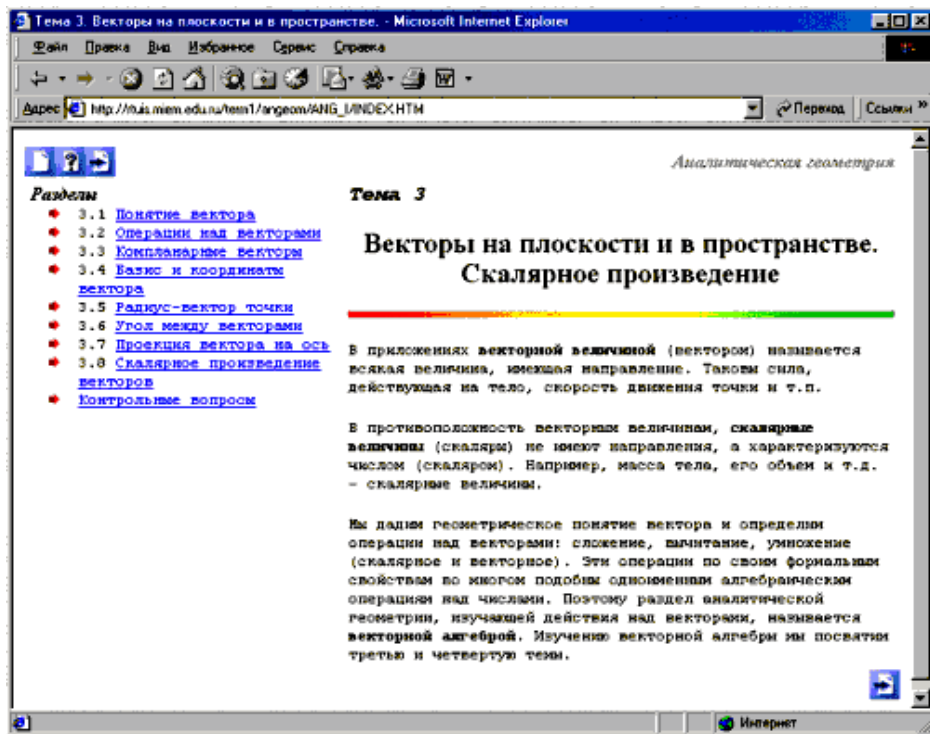 Тема 3. Векторы на плоскости и в пространстве. - Microsoft Internet Explorer
Файл Правка Вид Избранное Сервис Справка
Адрес http://rtuis.miem.edu.ru/term1/angeom/ANG_I/INDEX.HTM Переход Ссылки »
Аналитическая геометрия
Разделы
3.1 Понятие вектора
3.2 Операции над векторами
3.3 Компланарные векторы
3.4 Базис и координаты
вектора
3.5 Радиус-вектор точки
3.6 Угол между векторами
3.7 Проекция вектора на ось
3.8 Скалярное произведение
векторов
Контрольные вопросы
Тема 3
Векторы на плоскости и в пространстве.
Скалярное произведение
В приложениях векторной величиной (вектором) называется
всякая величина, имеющая направление. Таковы сила,
действующая на тело, скорость движения точки и т.п.
В противоположность векторным величинам, скалярные
величины (скаляры) не имеют направления, а характеризуются
числом (скаляром). Например, масса тела, его объем и т.д.
– скалярные величины.
Мы дадим геометрическое понятие вектора и определим
операции над векторами: сложение, вычитание, умножение
(скалярное и векторное). Эти операции по своим формальным
свойствам во многом подобны одноименным алгебраическим
операциям над числами. Поэтому раздел аналитической
геометрии, изучающей действия над векторами, называется
векторной алгеброй. Изучению векторной алгебры мы посвятим
третью и четвертую темы.
Интернет